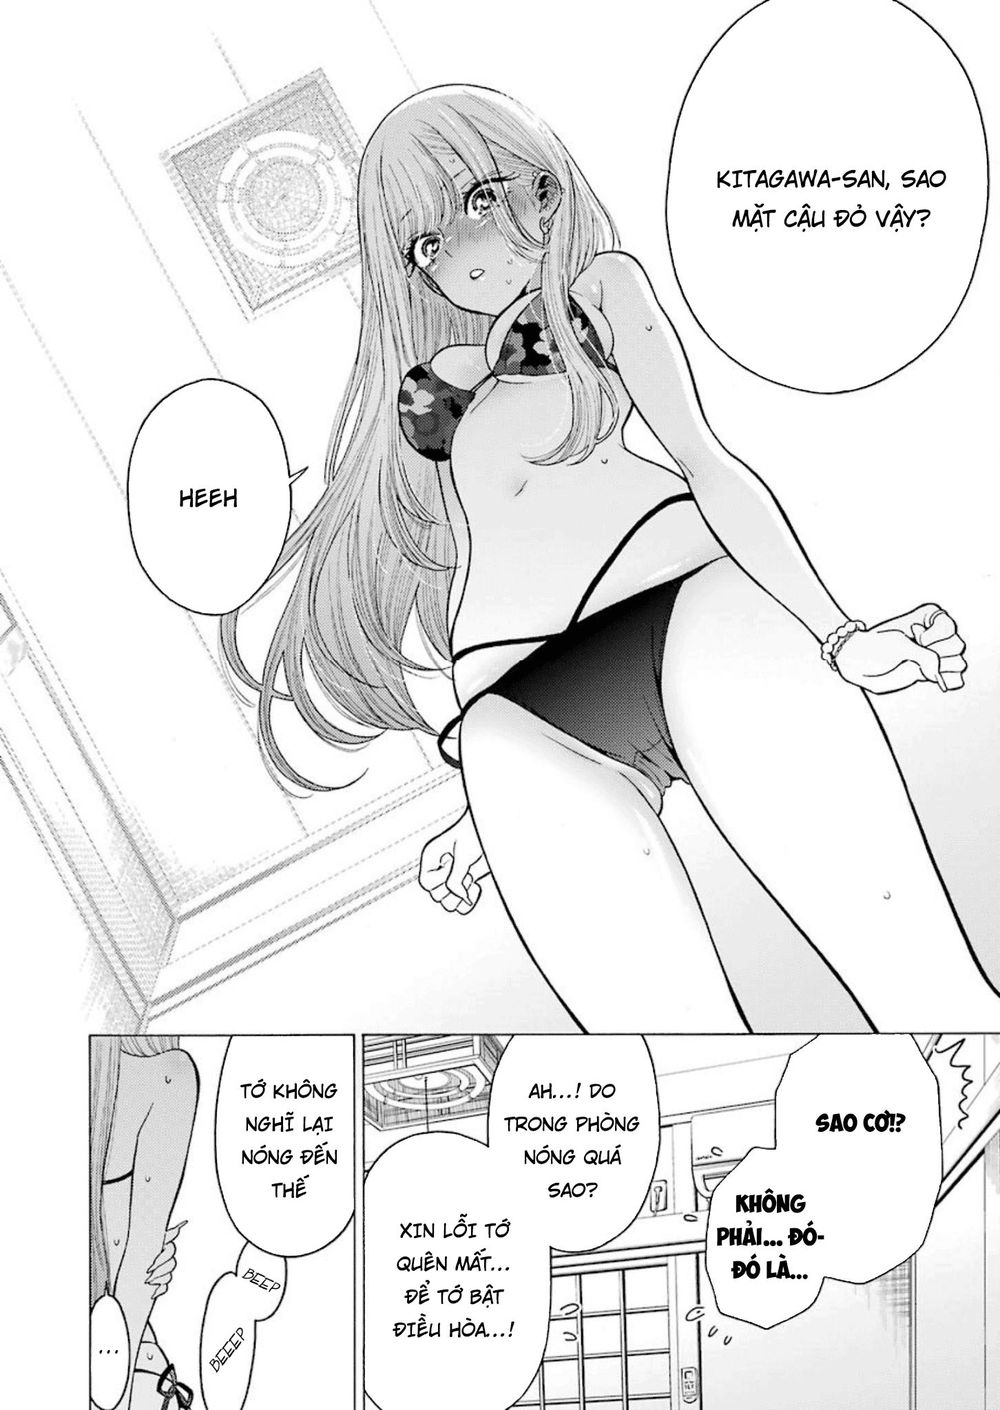 KITAGAWA-SAN, SAO
MẶT CẬU ĐỎ VẬY?
HEEH
SAO CƠ!?
KHÔNG
PHẢI... ĐÓ-
ĐÓ LÀ...
AH...! DO
TRONG PHÒNG
NÓNG QUÁ
SAO?
XIN LỖI TỚ
QUÊN MẤT...
ĐỂ TỚ BẬT
ĐIỀU HÒA...!
TỚ KHÔNG
NGHĨ LẠI
NÓNG ĐẾN
THẾ
BEEP
BEEEP
...